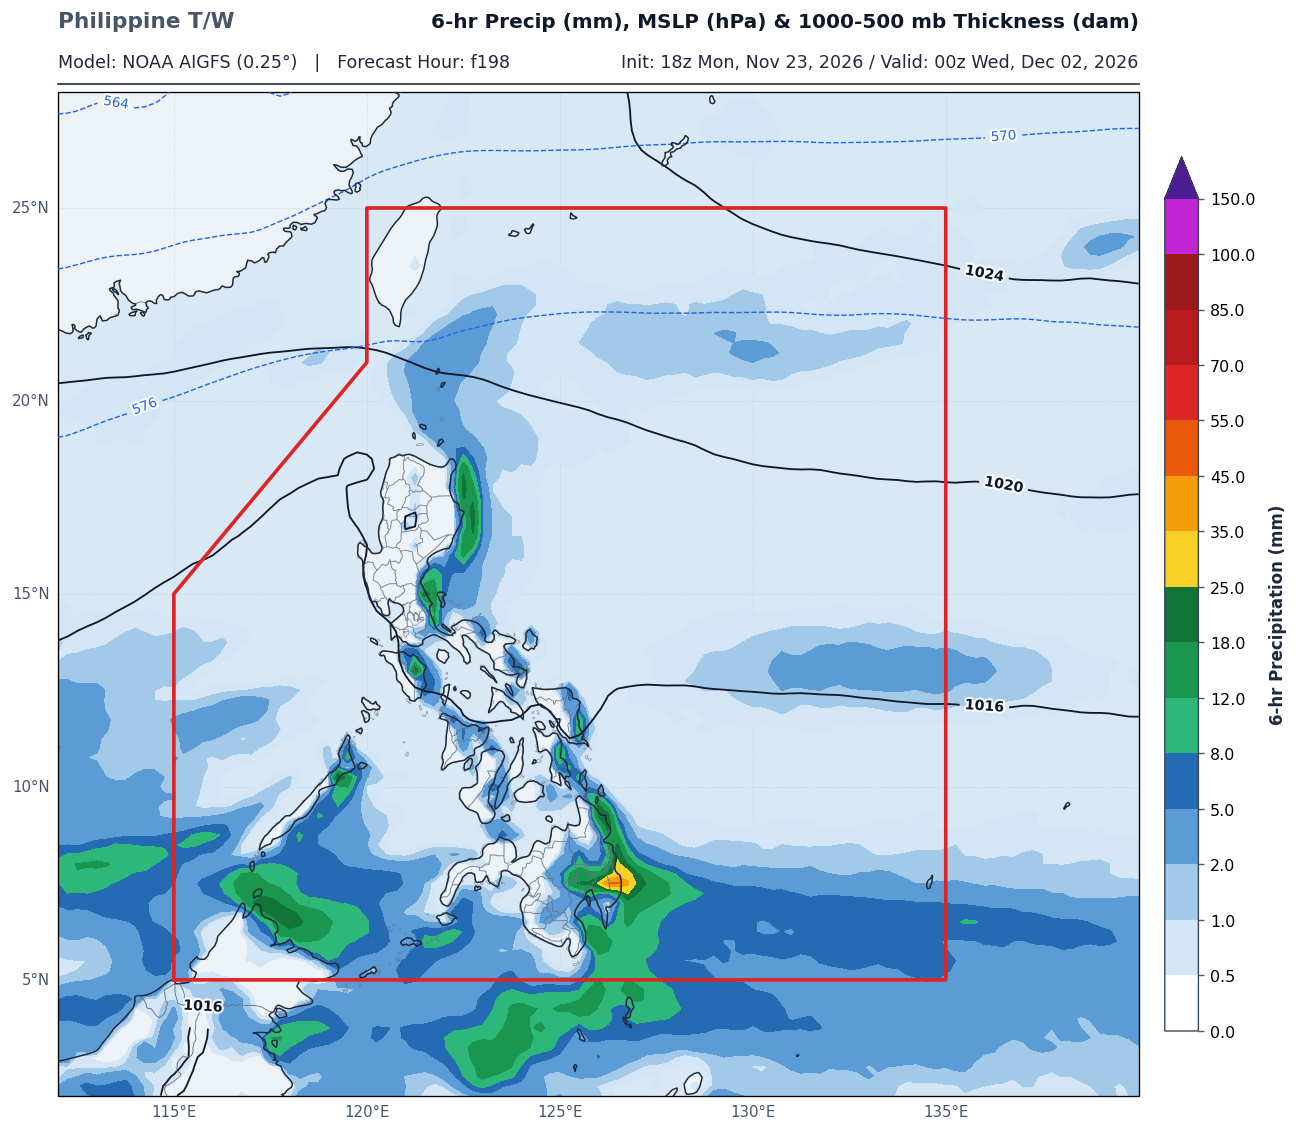 Philippine T/W
6-hr Precip (mm), MSLP (hPa) & 1000-500 mb Thickness (dam)
Model: NOAA AIGFS (0.25°) | Forecast Hour: f198
Init: 18z Mon, Nov 23, 2026 / Valid: 00z Wed, Dec 02, 2026
564
570
576
1024
1020
1016
1016
25°N
20°N
15°N
10°N
5°N
115°E
120°E
125°E
130°E
135°E
150.0
100.0
85.0
70.0
55.0
45.0
35.0
25.0
18.0
12.0
8.0
5.0
2.0
1.0
0.5
0.0
6-hr Precipitation (mm)